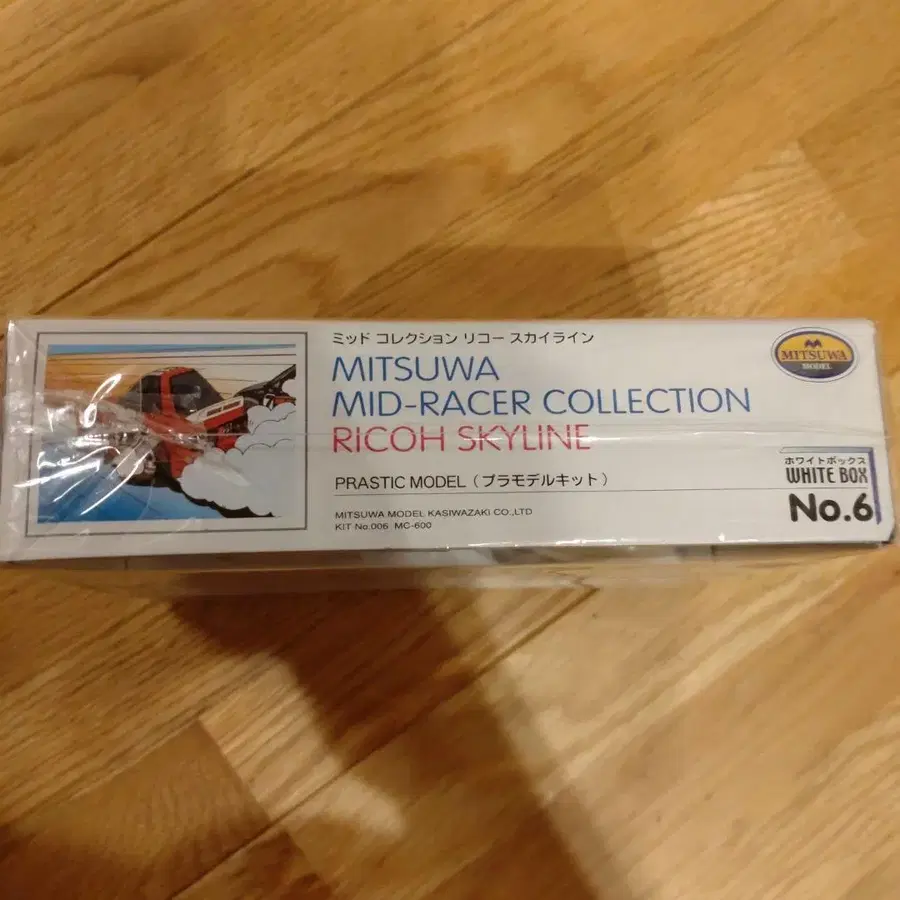 ミッド コレクション リコー スカイライン
MITSUWA
MID-RACER COLLECTION
RICOH SKYLINE
PRASTIC MODEL (プラモデルキット)
MITSUWA MODEL KASIWAZAKI CO.,LTD
KIT No.006 MC-600
MITSUWA
MODEL
ホワイトボックス
WHITE BOX
No.6